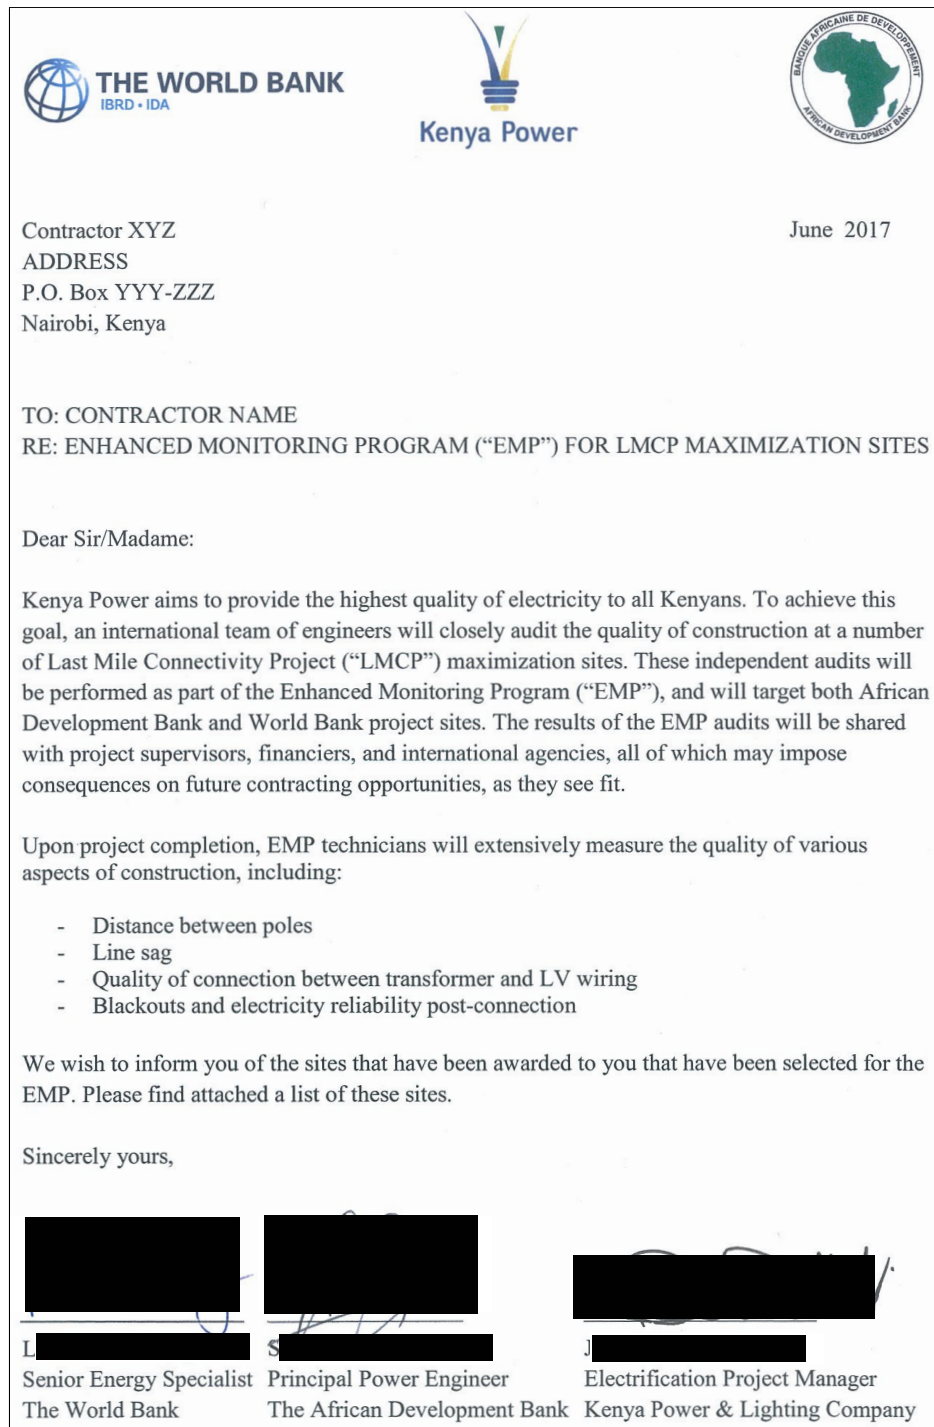 THE WORLD BANK
IBRD • IDA
Kenya Power
BANQUE AFRICAINE DE DEVELOPPEMENT
AFRICAN DEVELOPMENT BANK
Contractor XYZ
June 2017
ADDRESS
P.O. Box YYY-ZZZ
Nairobi, Kenya
TO: CONTRACTOR NAME
RE: ENHANCED MONITORING PROGRAM (“EMP”) FOR LMCP MAXIMIZATION SITES
Dear Sir/Madame:
Kenya Power aims to provide the highest quality of electricity to all Kenyans. To achieve this
goal, an international team of engineers will closely audit the quality of construction at a number
of Last Mile Connectivity Project (“LMCP”) maximization sites. These independent audits will
be performed as part of the Enhanced Monitoring Program (“EMP”), and will target both African
Development Bank and World Bank project sites. The results of the EMP audits will be shared
with project supervisors, financiers, and international agencies, all of which may impose
consequences on future contracting opportunities, as they see fit.
Upon project completion, EMP technicians will extensively measure the quality of various
aspects of construction, including:
- Distance between poles
- Line sag
- Quality of connection between transformer and LV wiring
- Blackouts and electricity reliability post-connection
We wish to inform you of the sites that have been awarded to you that have been selected for the
EMP. Please find attached a list of these sites.
Sincerely yours,
L S J
Senior Energy Specialist Principal Power Engineer Electrification Project Manager
The World Bank The African Development Bank Kenya Power & Lighting Company